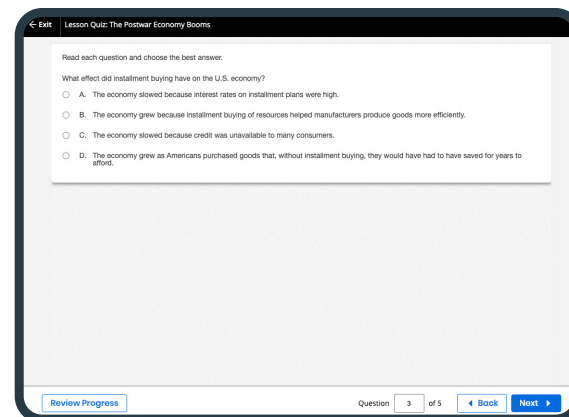 ← Exit Lesson Quiz: The Postwar Economy Booms
Read each question and choose the best answer.
What effect did installment buying have on the U.S. economy?
A. The economy slowed because interest rates on installment plans were high.
B. The economy grew because installment buying of resources helped manufacturers produce goods more efficiently.
C. The economy slowed because credit was unavailable to many consumers.
D. The economy grew as Americans purchased goods that, without installment buying, they would have had to have saved for years to
afford.
Review Progress Question 3 of 5 Back Next